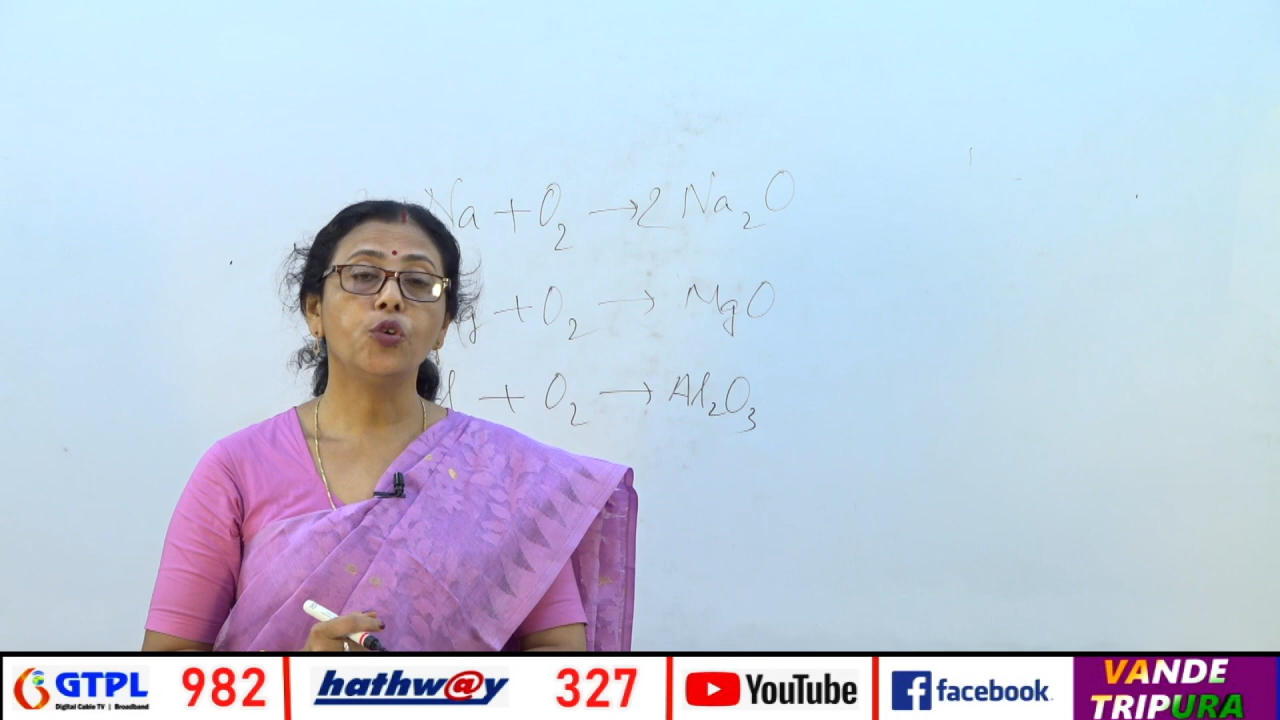 Na + O₂ → 2 Na₂O
g + O₂ → MgO
+ O₂ → Al₂O₃
GTPL 982 hathw@y 327 YouTube facebook. VANDE
Digital Cable TV | Broadband TRIPURA